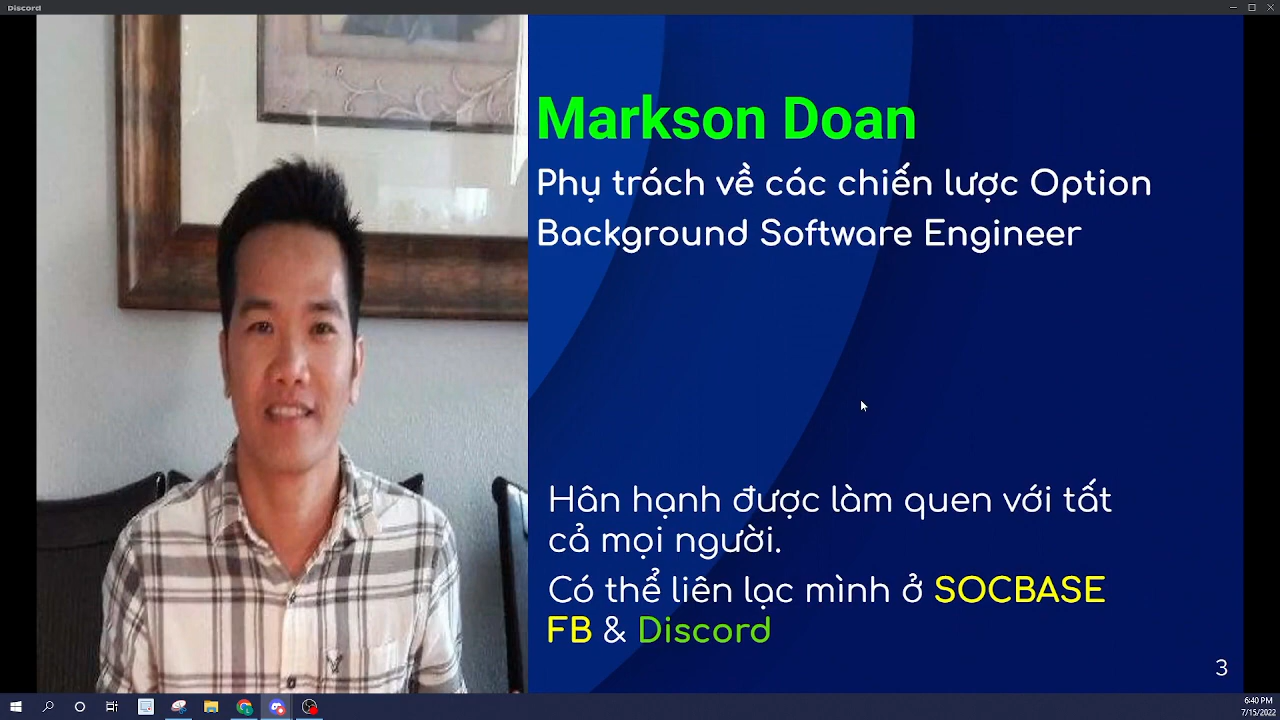 Discord
Markson Doan
Phụ trách về các chiến lược Option
Background Software Engineer
Hân hạnh được làm quen với tất
cả mọi người.
Có thể liên lạc mình ở SOCBASE
FB & Discord
3
6:40 PM
7/15/2022